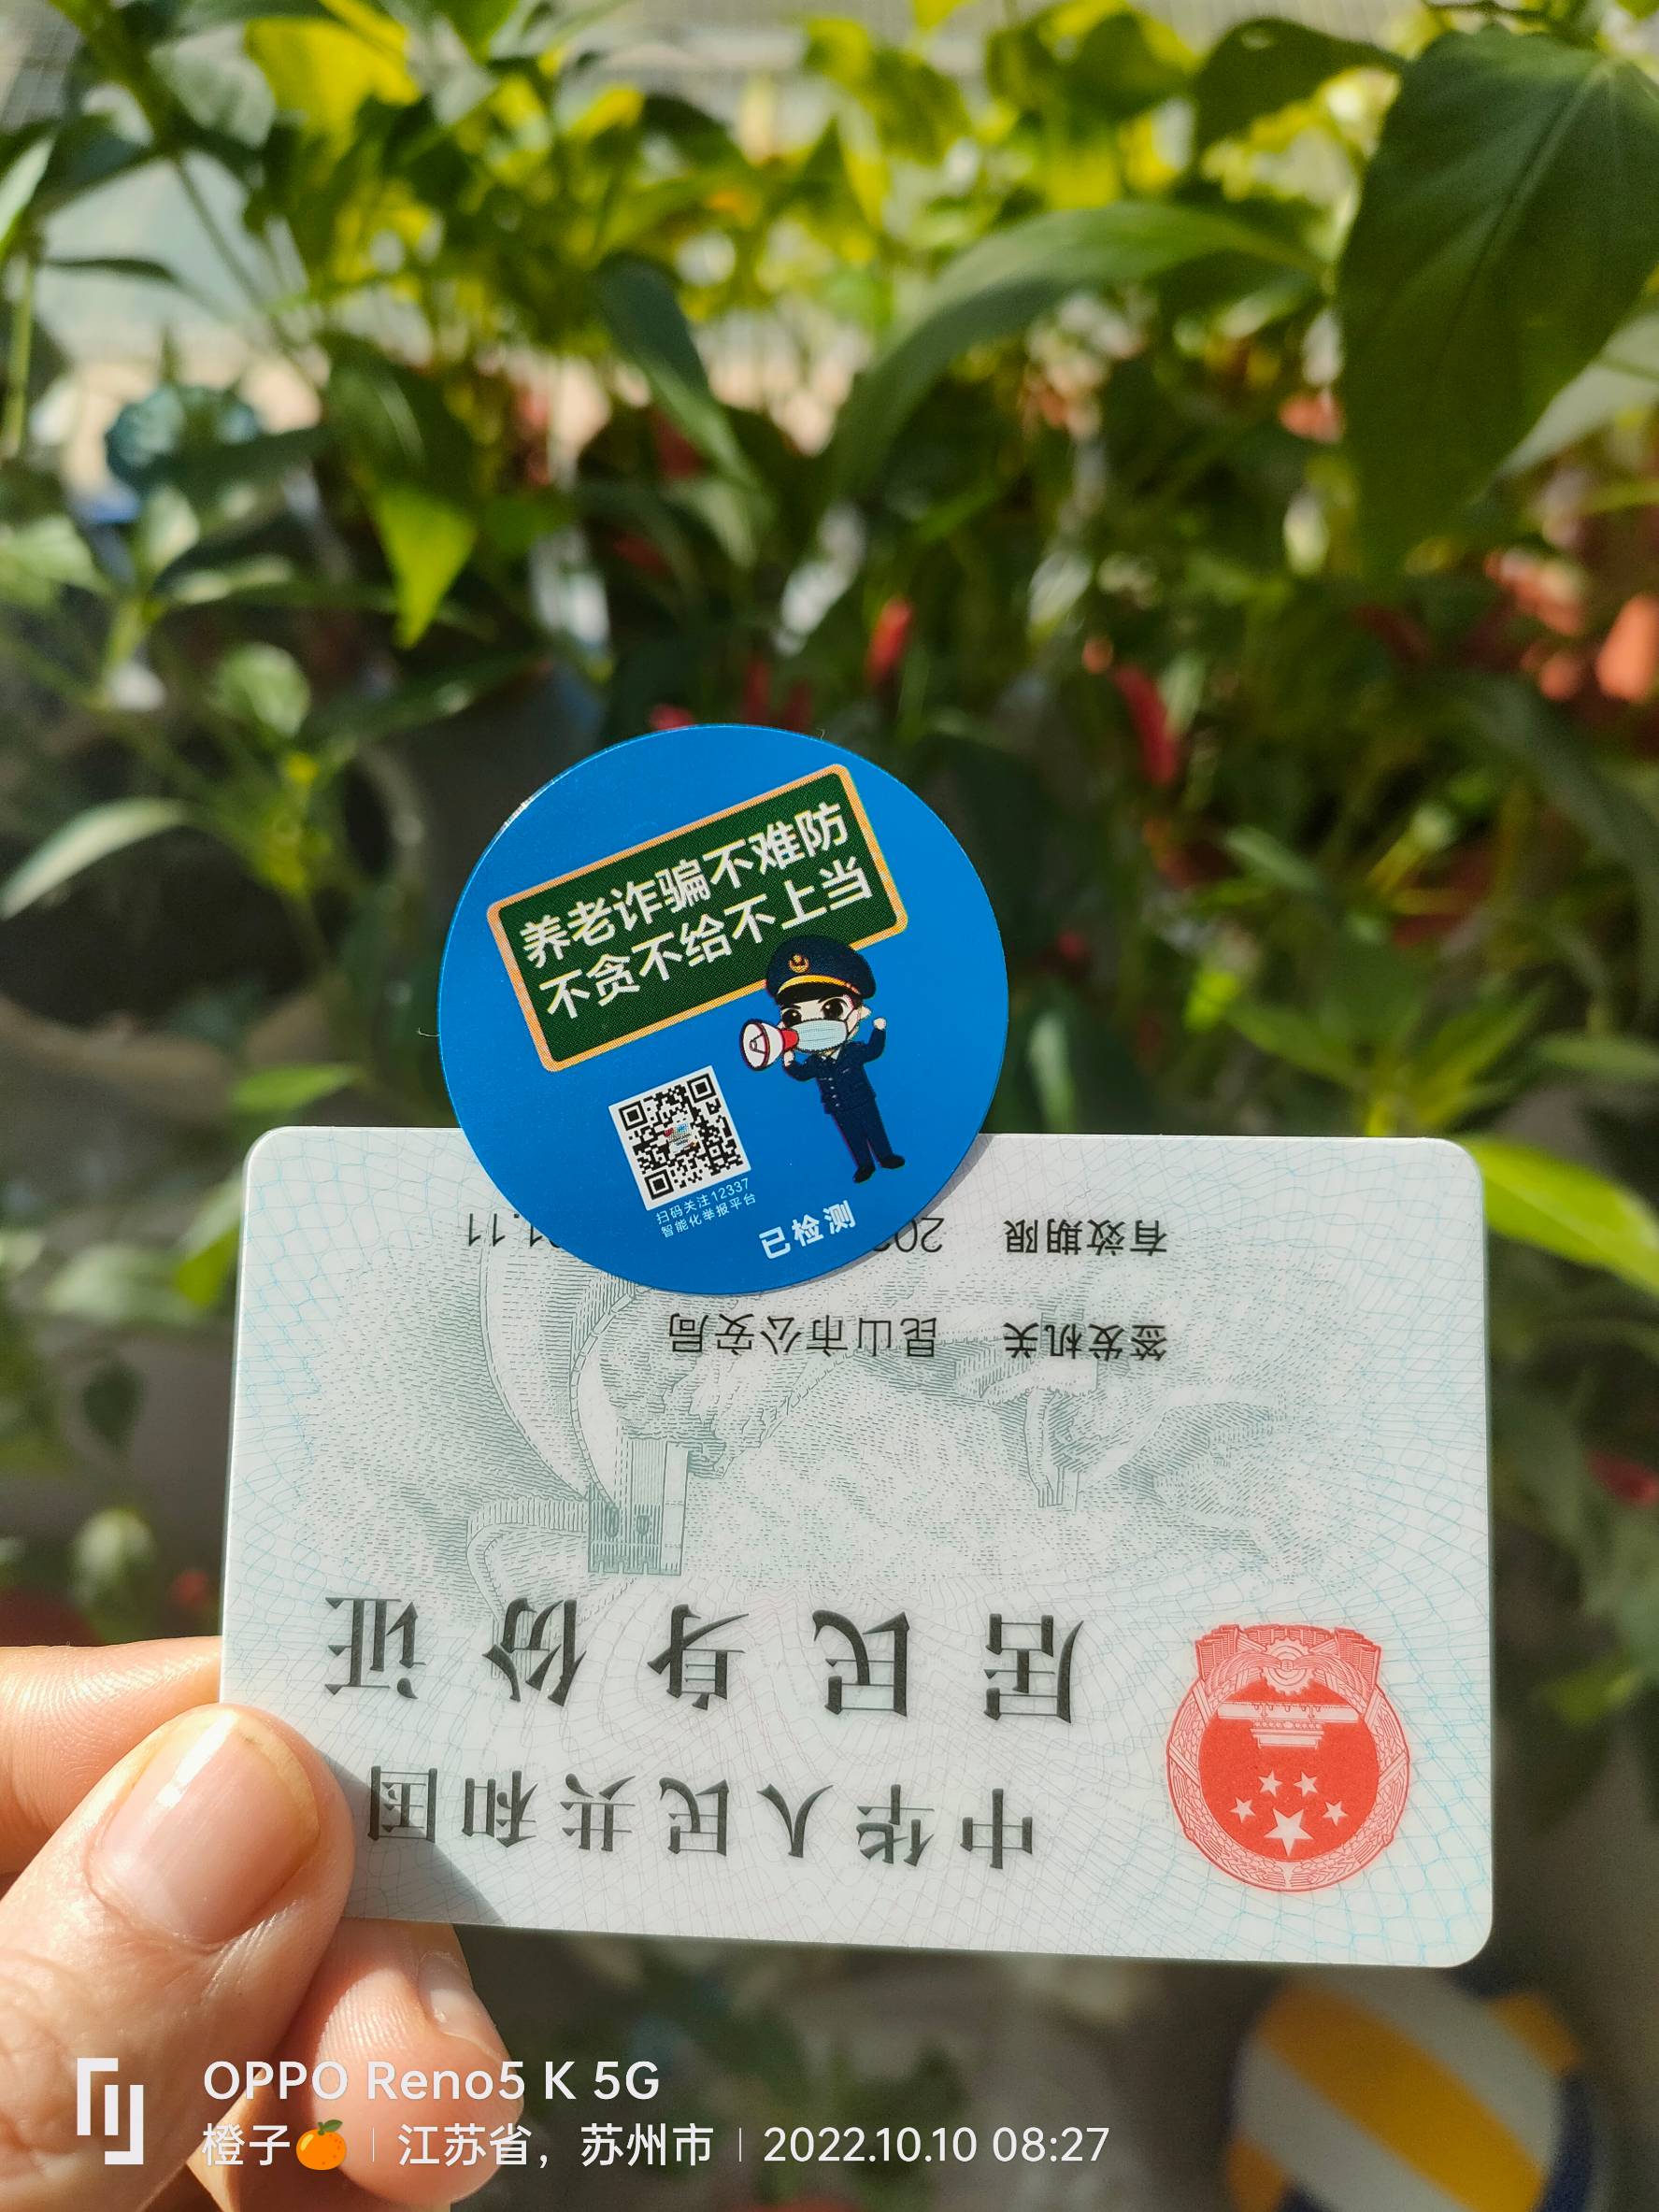 养老诈骗不难防
不贪不给不上当
扫码关注12337
智能化举报平台
已检测
中华人民共和国
居民身份证
签发机关 昆山市公安局
有效期限
OPPO Reno5 K 5G
橙子🍊 | 江苏省，苏州市 | 2022.10.10 08:27